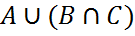 A ∪ (B ∩ C)